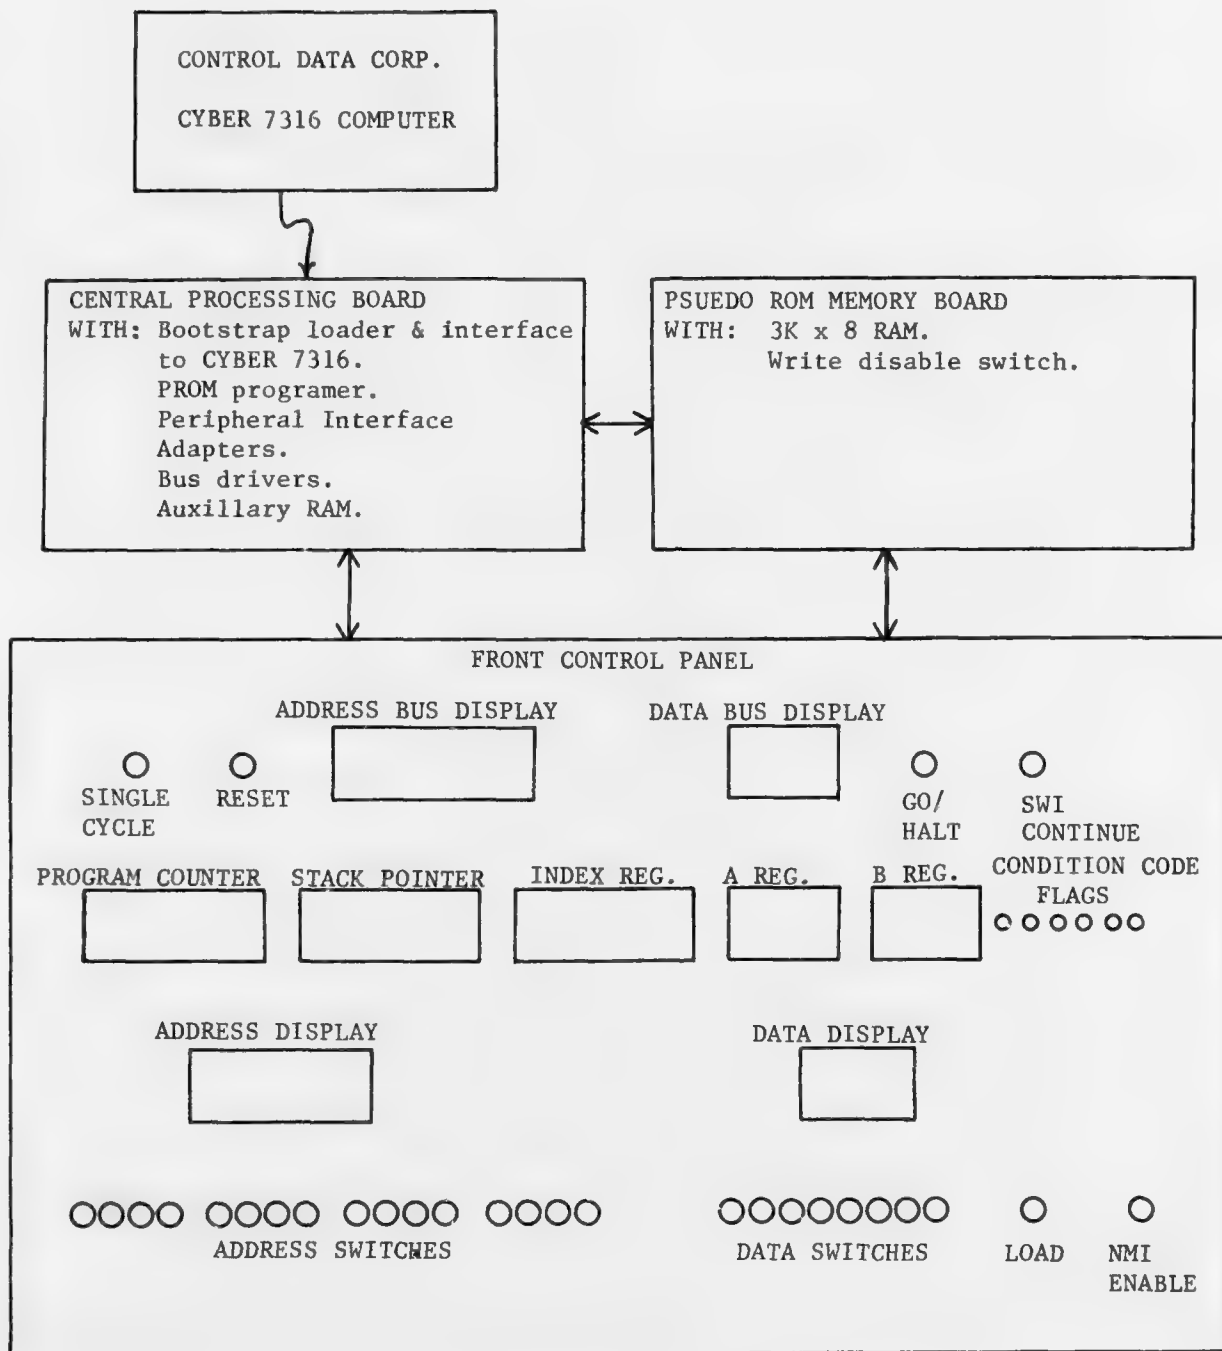 CONTROL DATA CORP.
CYBER 7316 COMPUTER
CENTRAL PROCESSING BOARD
WITH: Bootstrap loader & interface
to CYBER 7316.
PROM programer.
Peripheral Interface
Adapters.
Bus drivers.
Auxillary RAM.
PSUEDO ROM MEMORY BOARD
WITH: 3K x 8 RAM.
Write disable switch.
FRONT CONTROL PANEL
ADDRESS BUS DISPLAY
DATA BUS DISPLAY
SINGLE
CYCLE
RESET
GO/
HALT
SWI
CONTINUE
PROGRAM COUNTER
STACK POINTER
INDEX REG.
A REG.
B REG.
CONDITION CODE
FLAGS
ADDRESS DISPLAY
DATA DISPLAY
ADDRESS SWITCHES
DATA SWITCHES
LOAD
NMI
ENABLE